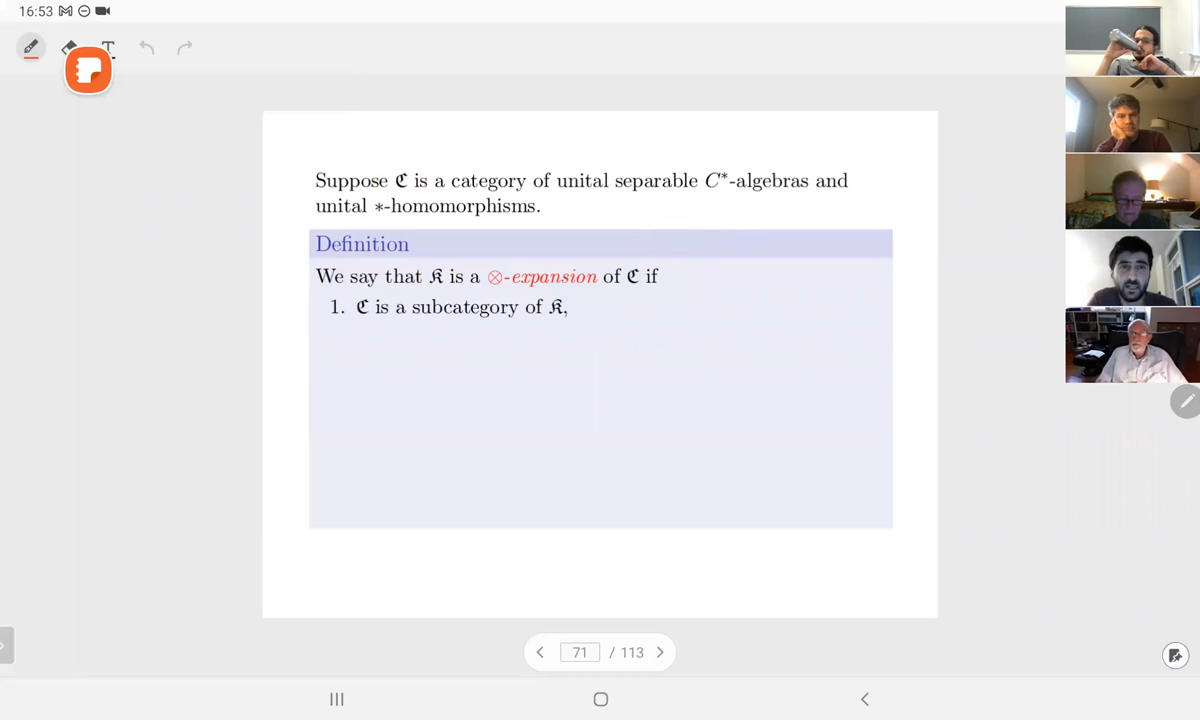 16:53
T
Suppose ℭ is a category of unital separable C*-algebras and
unital *-homomorphisms.
Definition
We say that 𝔎 is a ⊗-expansion of ℭ if
1. ℭ is a subcategory of 𝔎,
71 / 113